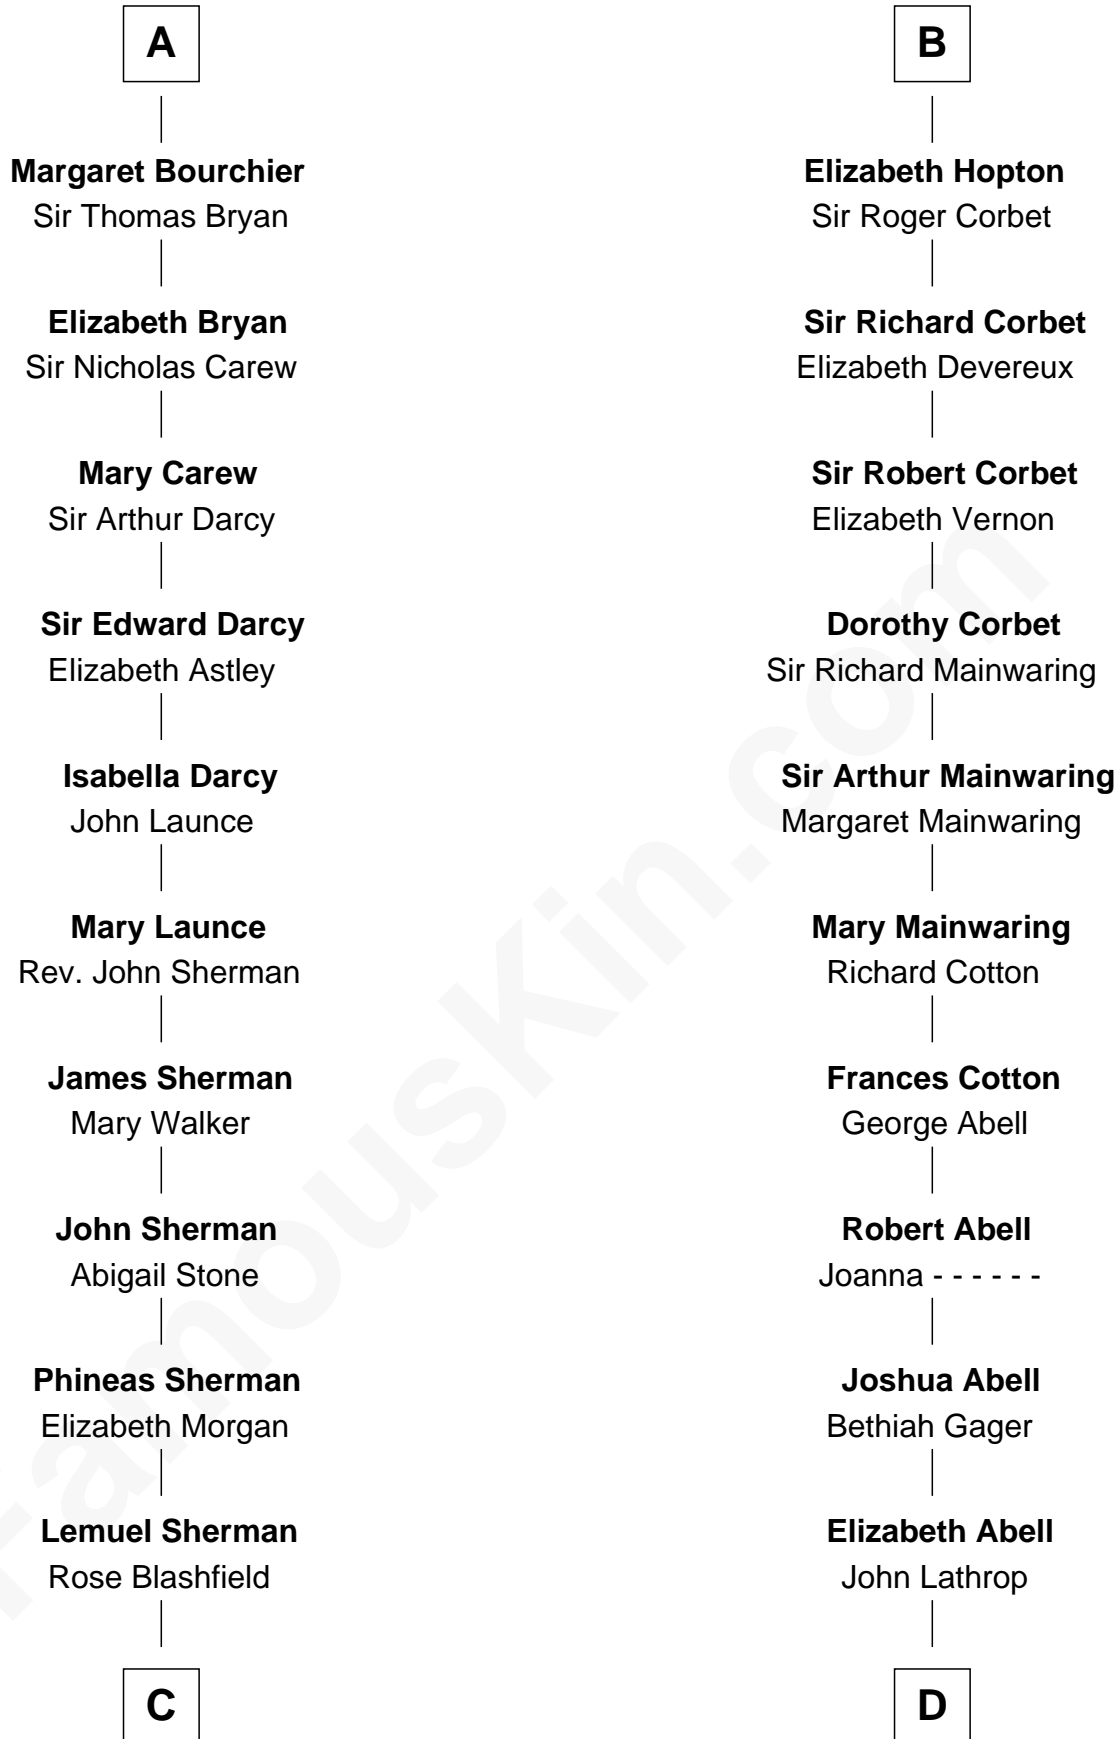 A
Margaret Bourchier
Sir Thomas Bryan
Elizabeth Bryan
Sir Nicholas Carew
Mary Carew
Sir Arthur Darcy
Sir Edward Darcy
Elizabeth Astley
Isabella Darcy
John Launce
Mary Launce
Rev. John Sherman
James Sherman
Mary Walker
John Sherman
Abigail Stone
Phineas Sherman
Elizabeth Morgan
Lemuel Sherman
Rose Blashfield
C
B
Elizabeth Hopton
Sir Roger Corbet
Sir Richard Corbet
Elizabeth Devereux
Sir Robert Corbet
Elizabeth Vernon
Dorothy Corbet
Sir Richard Mainwaring
Sir Arthur Mainwaring
Margaret Mainwaring
Mary Mainwaring
Richard Cotton
Frances Cotton
George Abell
Robert Abell
Joanna - - - - - -
Joshua Abell
Bethiah Gager
Elizabeth Abell
John Lathrop
D
FamousKin.com